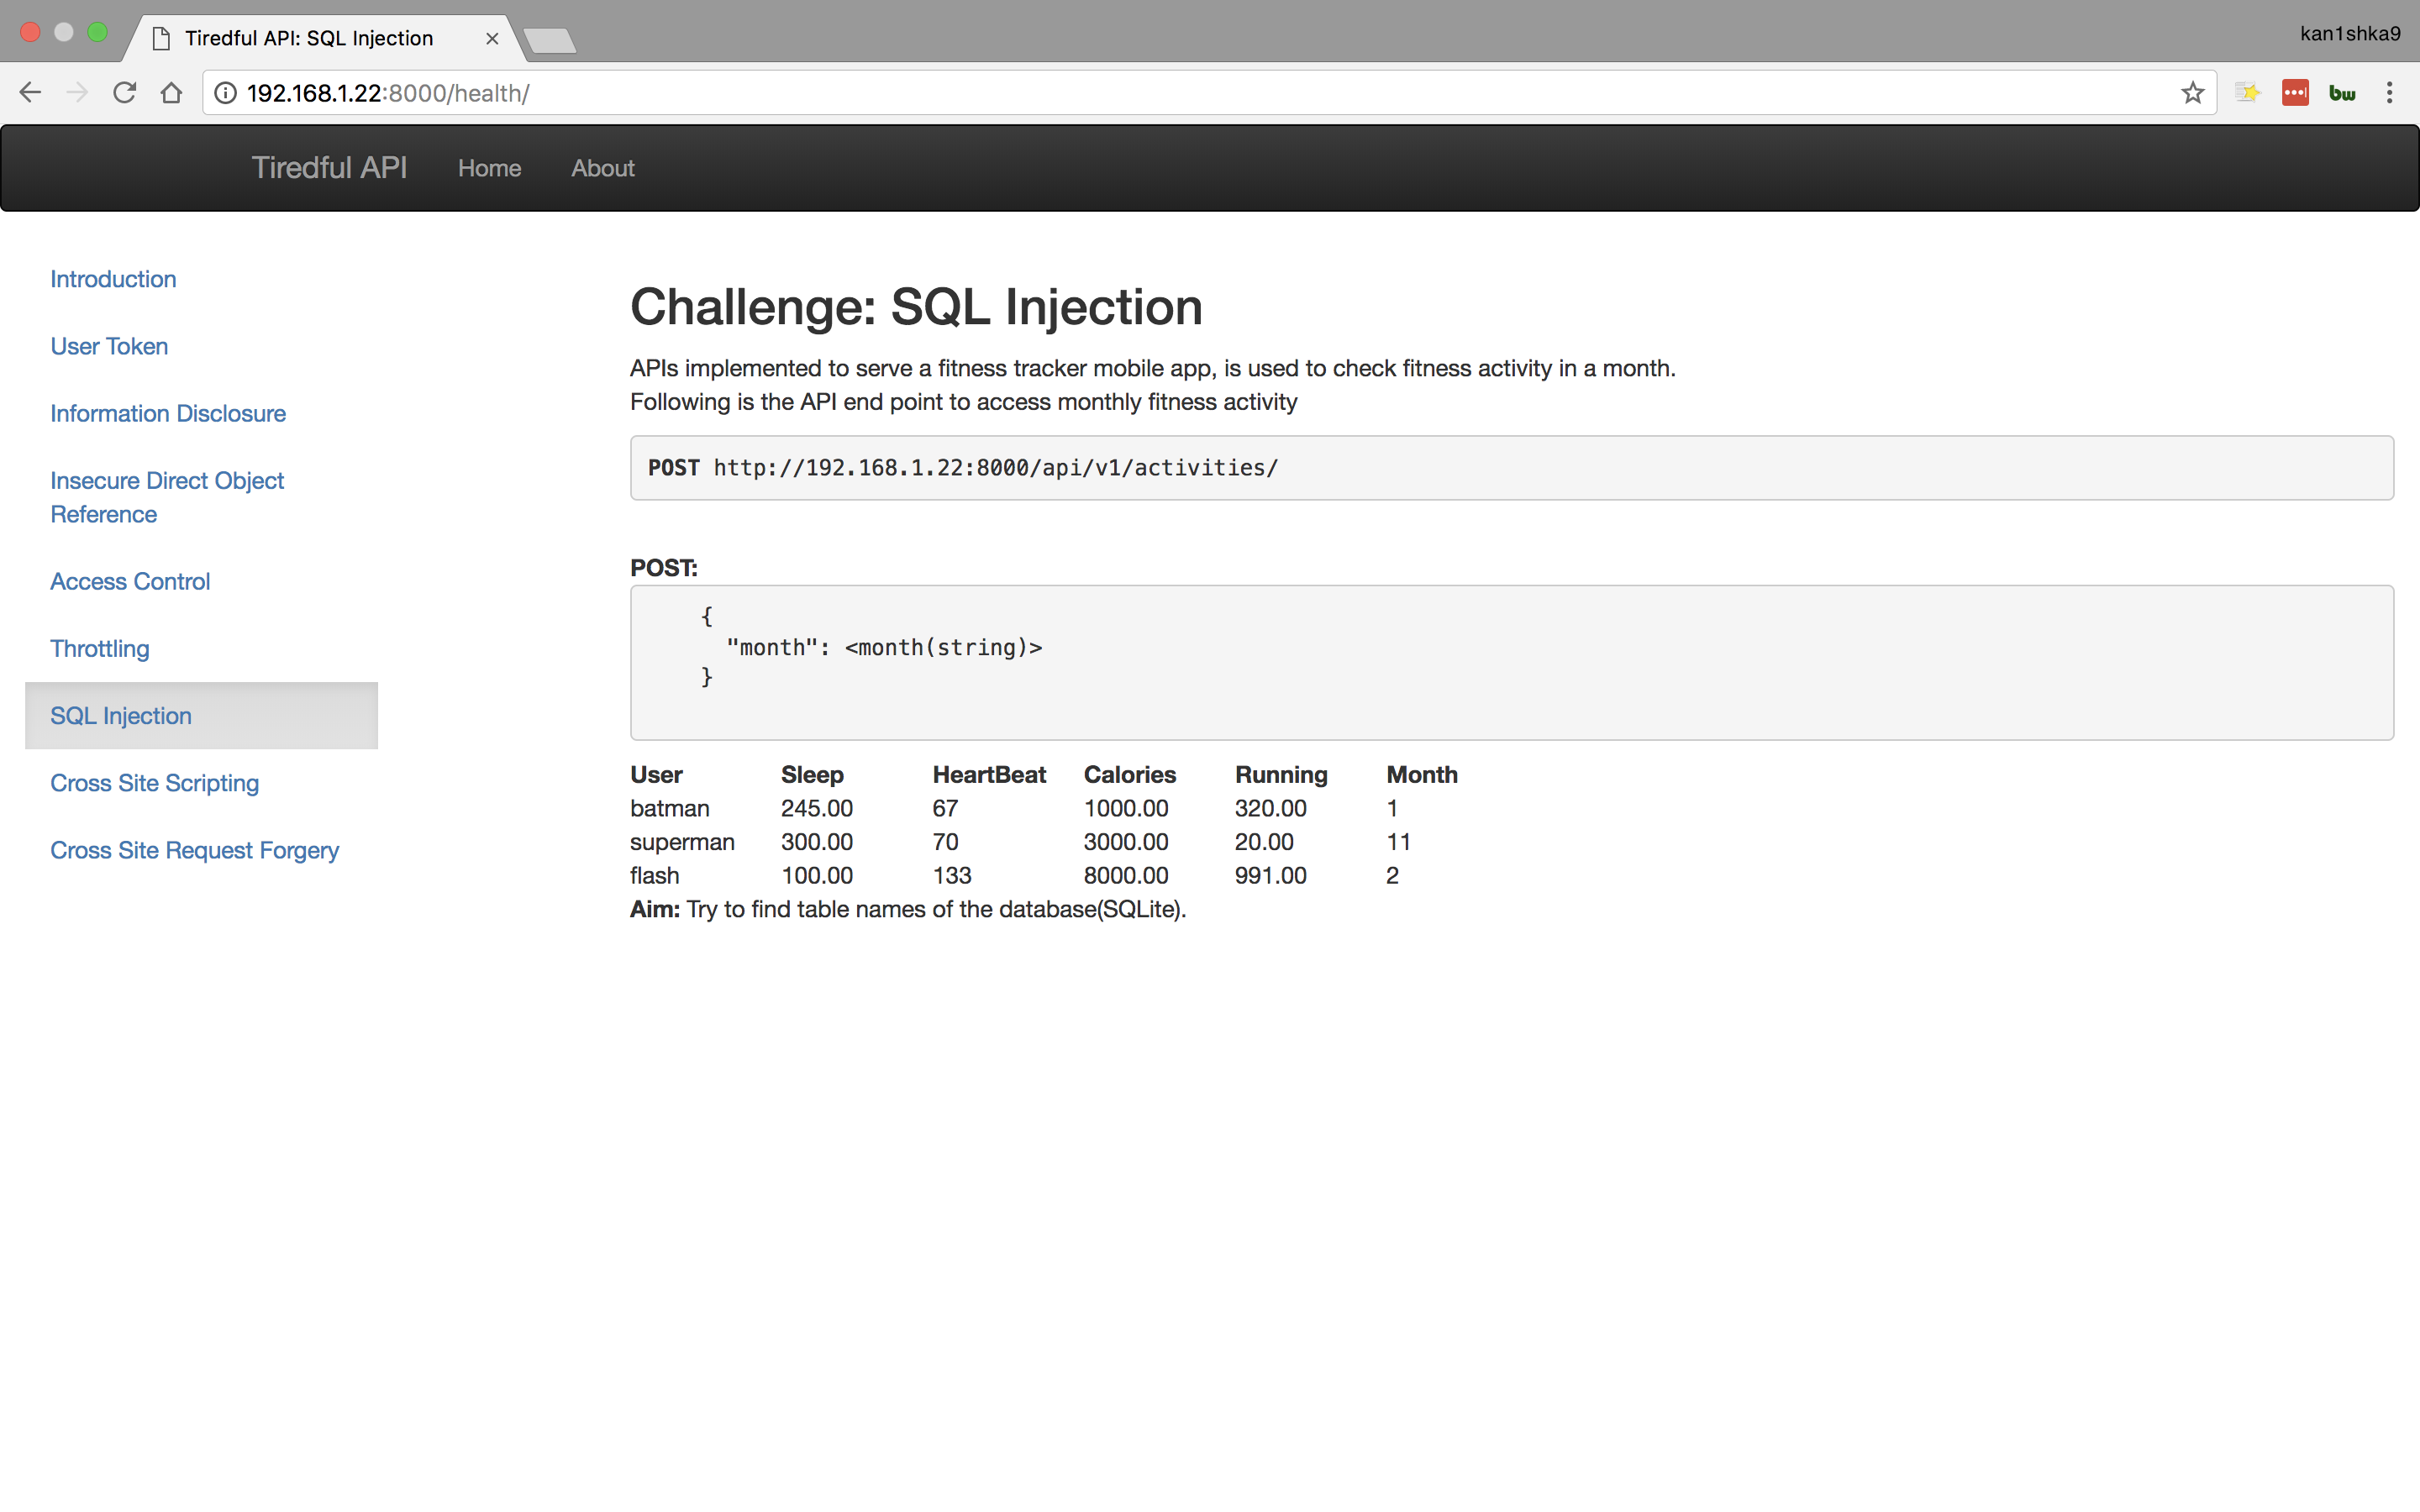 Tiredful API: SQL Injection
kan1shka9
192.168.1.22:8000/health/
bw
Tiredful API Home About
Introduction
User Token
Information Disclosure
Insecure Direct Object
Reference
Access Control
Throttling
SQL Injection
Cross Site Scripting
Cross Site Request Forgery
Challenge: SQL Injection
APIs implemented to serve a fitness tracker mobile app, is used to check fitness activity in a month.
Following is the API end point to access monthly fitness activity
POST http://192.168.1.22:8000/api/v1/activities/
POST:
{
"month": <month(string)>
}
User Sleep HeartBeat Calories Running Month
batman 245.00 67 1000.00 320.00 1
superman 300.00 70 3000.00 20.00 11
flash 100.00 133 8000.00 991.00 2
Aim: Try to find table names of the database(SQLite).